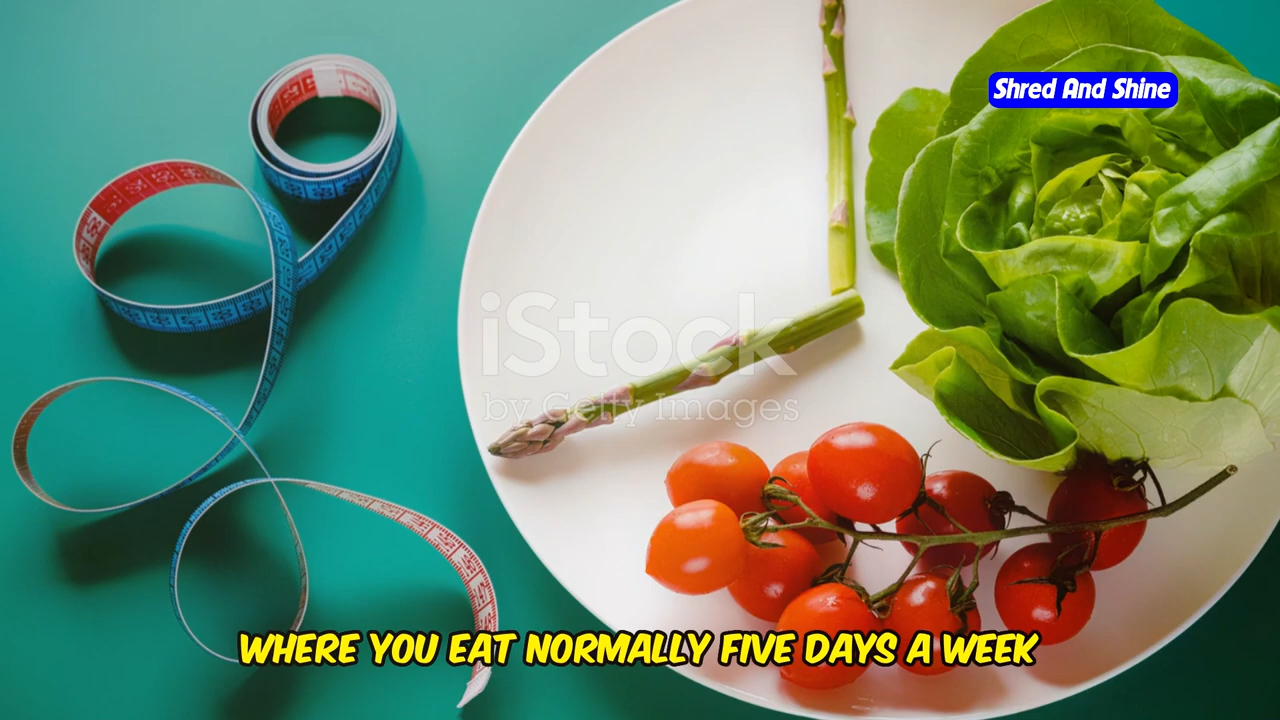 Shred And Shine
iStock
by Getty Images
WHERE YOU EAT NORMALLY FIVE DAYS A WEEK